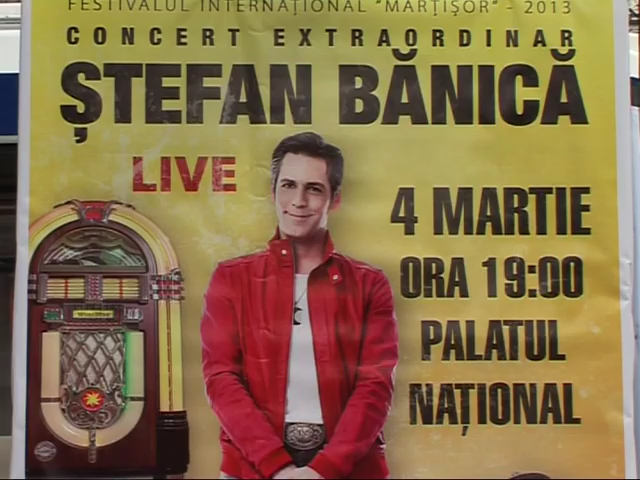 FESTIVALUL INTERNAȚIONAL "MĂRȚIȘOR" - 2013
CONCERT EXTRAORDINAR
ȘTEFAN BĂNICĂ
LIVE
4 MARTIE
ORA 19:00
PALATUL
NAȚIONAL